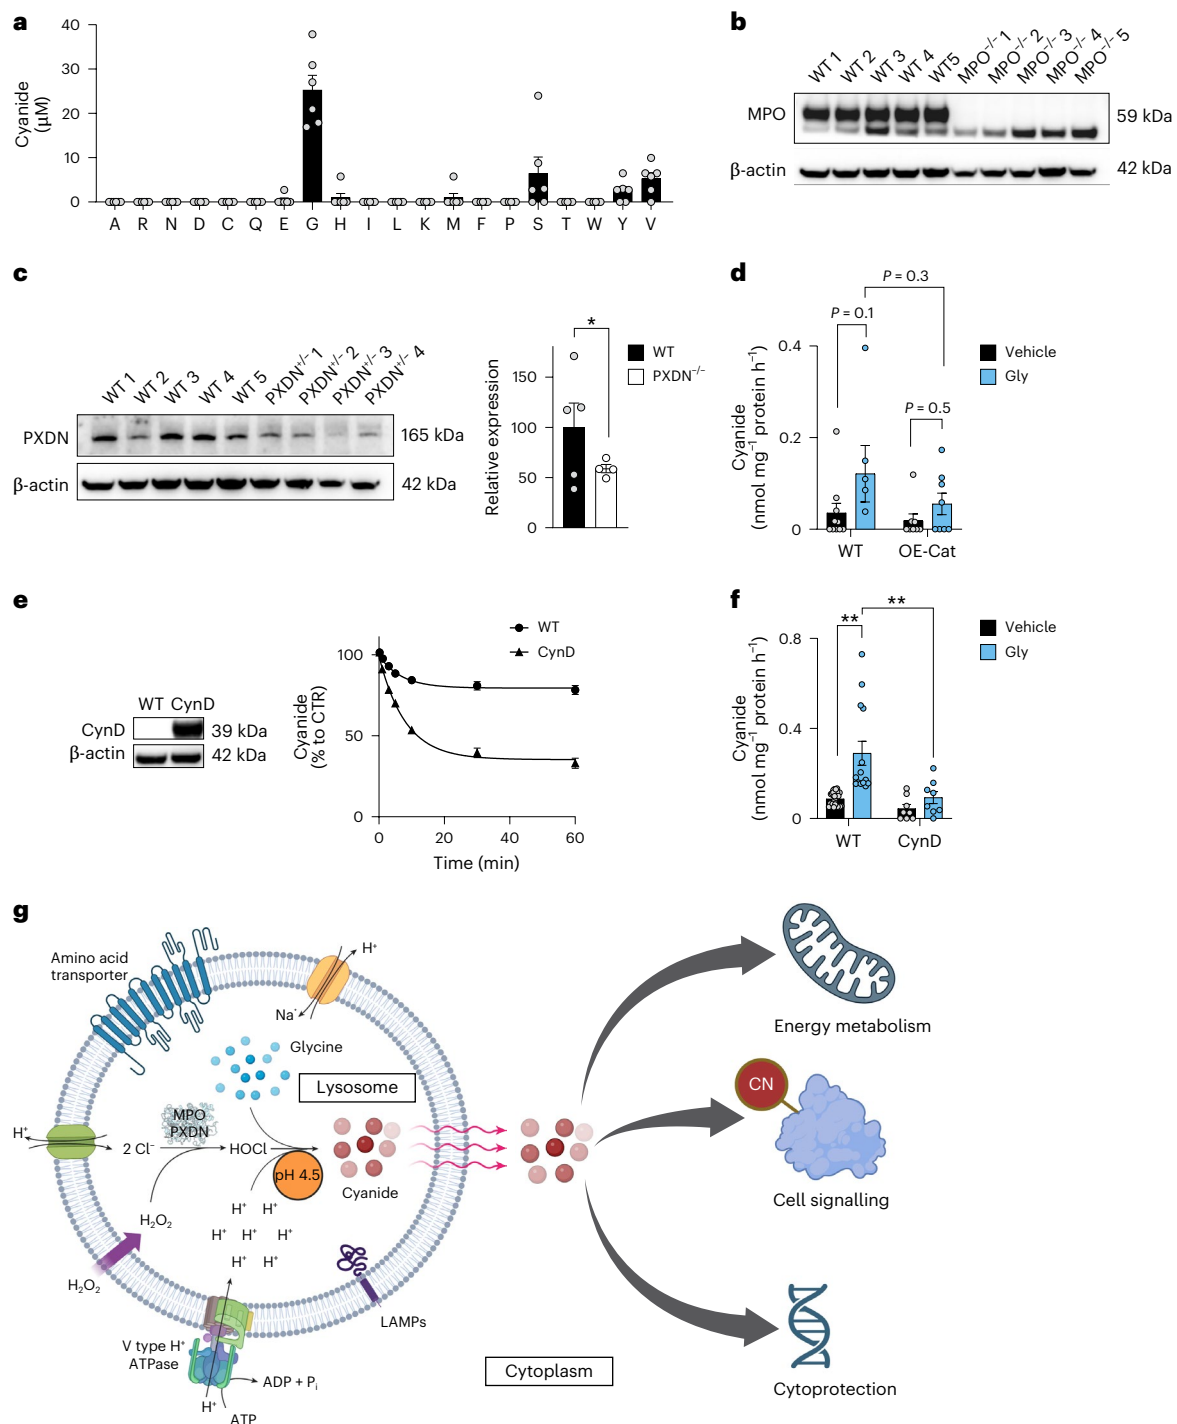 a
Cyanide
(µM)
40
30
20
10
0
A R N D C Q E G H I L K M F P S T W Y V
b
WT 1 WT 2 WT 3 WT 4 WT5 MPO−/− 1 MPO−/− 2 MPO−/− 3 MPO−/− 4 MPO−/− 5
MPO 59 kDa
β-actin 42 kDa
c
WT 1 WT 2 WT 3 WT 4 WT 5 PXDN+/− 1 PXDN+/− 2 PXDN+/− 3 PXDN+/− 4
PXDN 165 kDa
β-actin 42 kDa
Relative expression
150
100
50
0
*
WT
PXDN−/−
d
Cyanide
(nmol mg−1 protein h−1)
0.4
0.2
0
P = 0.3
P = 0.1
P = 0.5
WT OE-Cat
Vehicle
Gly
e
WT CynD
CynD 39 kDa
β-actin 42 kDa
Cyanide
(% to CTR)
100
50
0
0 20 40 60
Time (min)
WT
CynD
f
Cyanide
(nmol mg−1 protein h−1)
0.8
0.4
0
**
**
WT CynD
Vehicle
Gly
g
Amino acid
transporter
H+
Na+
Glycine
Lysosome
MPO
PXDN
H+
2 Cl−
HOCl
pH 4.5
Cyanide
H+ H+
H+ H+ H+
H+ H+
H2O2
H2O2
LAMPs
V type H+
ATPase
ADP + Pi
H+
ATP
Cytoplasm
Energy metabolism
CN
Cell signalling
Cytoprotection